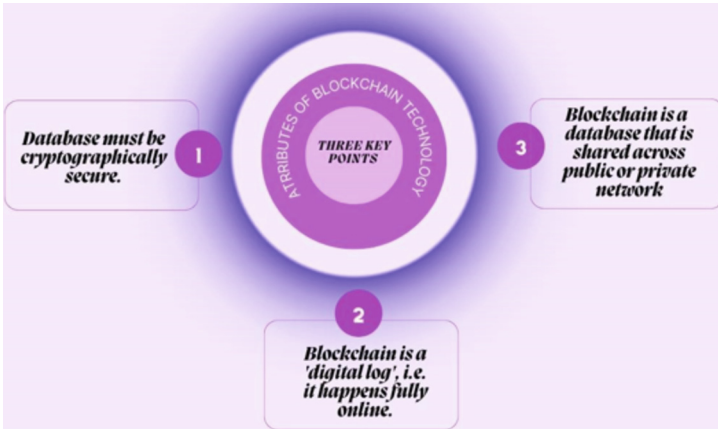 ATRRIBUTES OF BLOCKCHAIN TECHNOLOGY
THREE KEY
POINTS
1
Database must be
cryptographically
secure.
2
Blockchain is a
'digital log', i.e.
it happens fully
online.
3
Blockchain is a
database that is
shared across
public or private
network